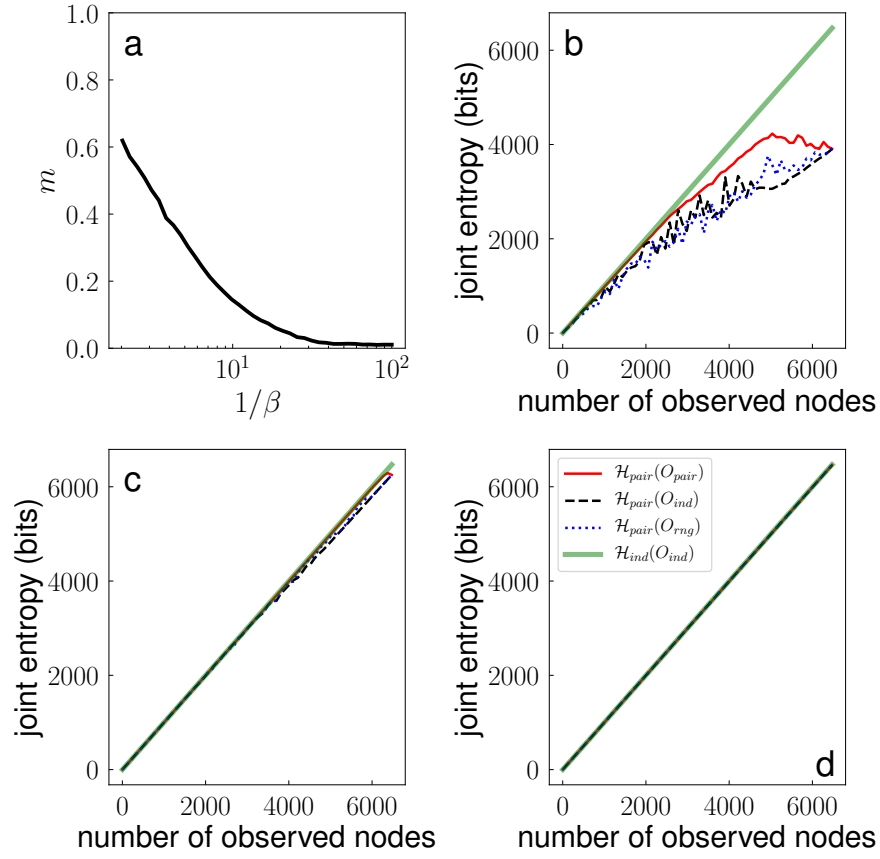 a
1.0
0.8
0.6
0.4
0.2
0.0
m
10^1
10^2
1/β
b
6000
4000
2000
0
joint entropy (bits)
0 2000 4000 6000
number of observed nodes
c
6000
4000
2000
0
joint entropy (bits)
0 2000 4000 6000
number of observed nodes
6000
4000
2000
0
joint entropy (bits)
ℋ_pair(O_pair)
ℋ_pair(O_ind)
ℋ_pair(O_rng)
ℋ_ind(O_ind)
d
0 2000 4000 6000
number of observed nodes